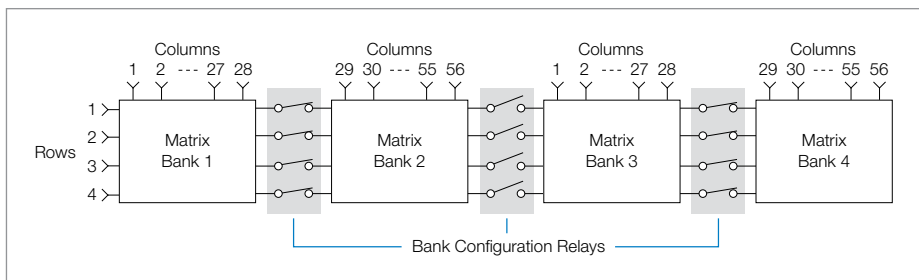 Columns Columns Columns Columns
1 2 --- 27 28 29 30 --- 55 56 1 2 --- 27 28 29 30 --- 55 56
Rows
1
2
3
4
Matrix
Bank 1
Matrix
Bank 2
Matrix
Bank 3
Matrix
Bank 4
Bank Configuration Relays